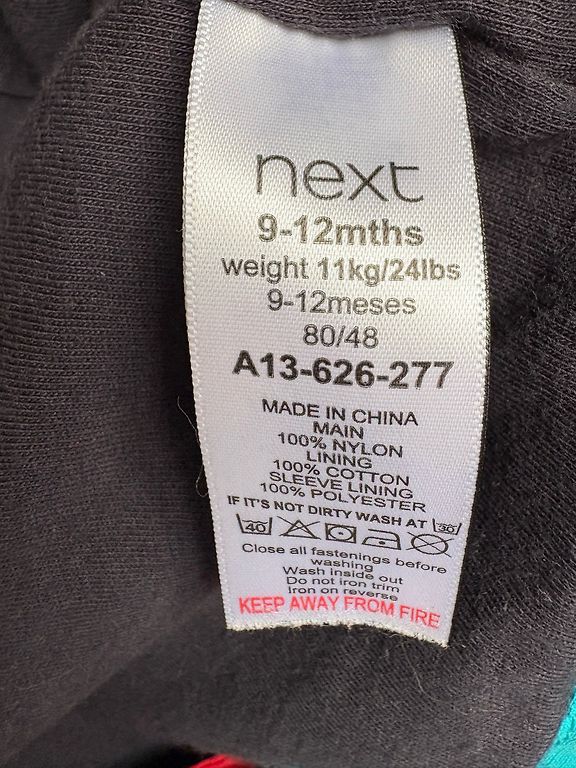 next
9-12mths
weight 11kg/24lbs
9-12meses
80/48
A13-626-277
MADE IN CHINA
MAIN
100% NYLON
LINING
100% COTTON
SLEEVE LINING
100% POLYESTER
IF IT'S NOT DIRTY WASH AT 30
40
Close all fastenings before
washing
Wash inside out
Do not iron trim
Iron on reverse
KEEP AWAY FROM FIRE